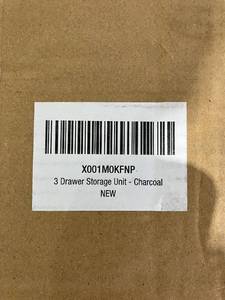 X001M0KFNP
3 Drawer Storage Unit - Charcoal
NEW